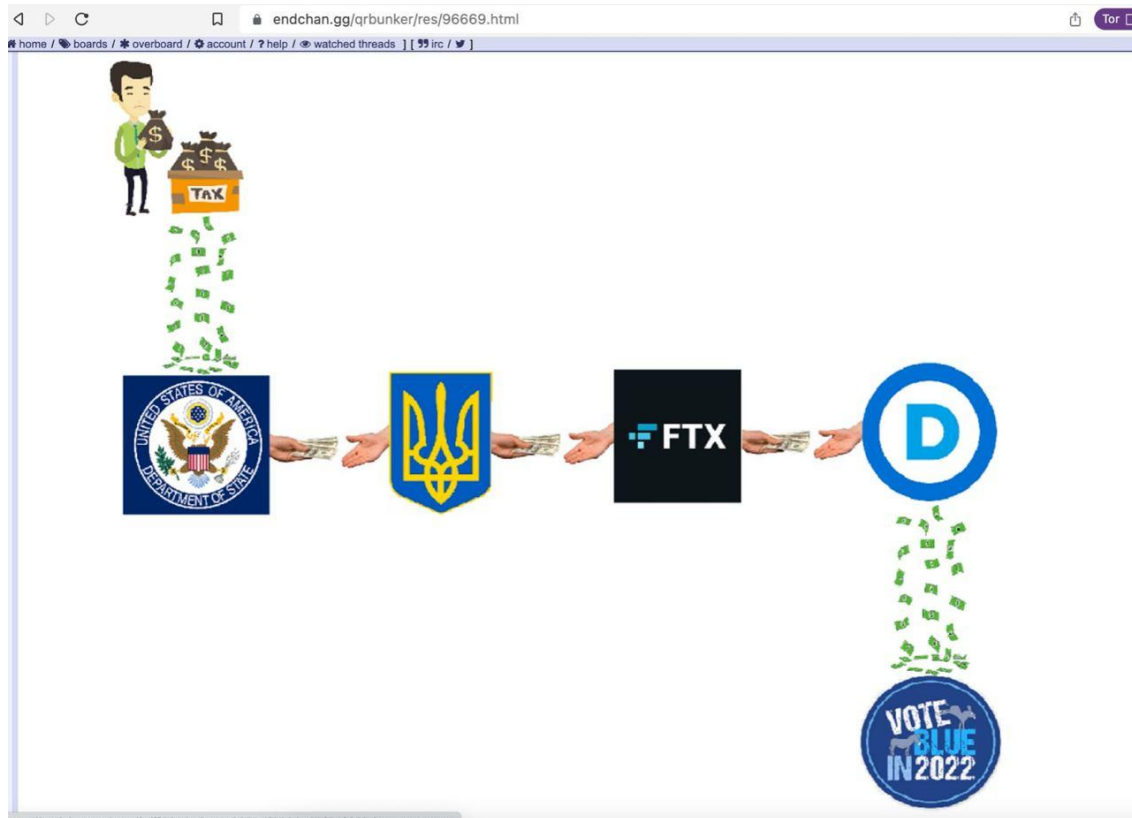 endchan.gg/qrbunker/res/96669.html
Tor
home / boards / overboard / account / ? help / watched threads ] [ irc / ]
$
$ $ $
TAX
UNITED STATES OF AMERICA
DEPARTMENT OF STATE
FTX
D
VOTE
BLUE
IN 2022